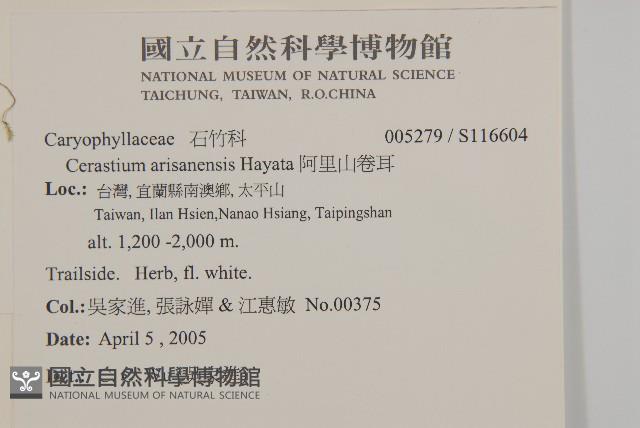 國立自然科學博物館
NATIONAL MUSEUM OF NATURAL SCIENCE
TAICHUNG, TAIWAN, R.O.CHINA
Caryophyllaceae 石竹科 005279 / S116604
Cerastium arisanensis Hayata 阿里山卷耳
Loc.: 台灣, 宜蘭縣南澳鄉, 太平山
Taiwan, Ilan Hsien,Nanao Hsiang, Taipingshan
alt. 1,200 -2,000 m.
Trailside. Herb, fl. white.
Col.: 吳家進, 張詠嬋 & 江惠敏 No.00375
Date: April 5 , 2005
國立自然科學博物館
NATIONAL MUSEUM OF NATURAL SCIENCE